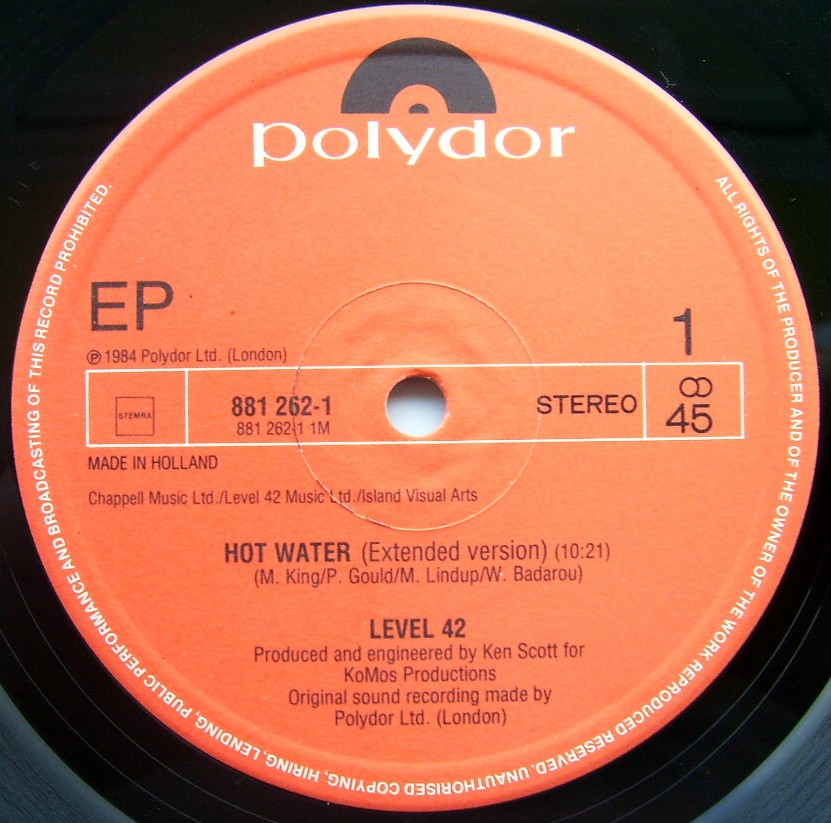 polydor
EP
1
℗ 1984 Polydor Ltd. (London)
STEMRA
881 262-1
881 262-1 1M
STEREO
45
MADE IN HOLLAND
Chappell Music Ltd./Level 42 Music Ltd./Island Visual Arts
HOT WATER (Extended version) (10:21)
(M. King/P. Gould/M. Lindup/W. Badarou)
LEVEL 42
Produced and engineered by Ken Scott for
KoMos Productions
Original sound recording made by
Polydor Ltd. (London)
ALL RIGHTS OF THE PRODUCER AND OF THE OWNER OF THE WORK REPRODUCED RESERVED. UNAUTHORISED COPYING, HIRING, LENDING, PUBLIC PERFORMANCE AND BROADCASTING OF THIS RECORD PROHIBITED.